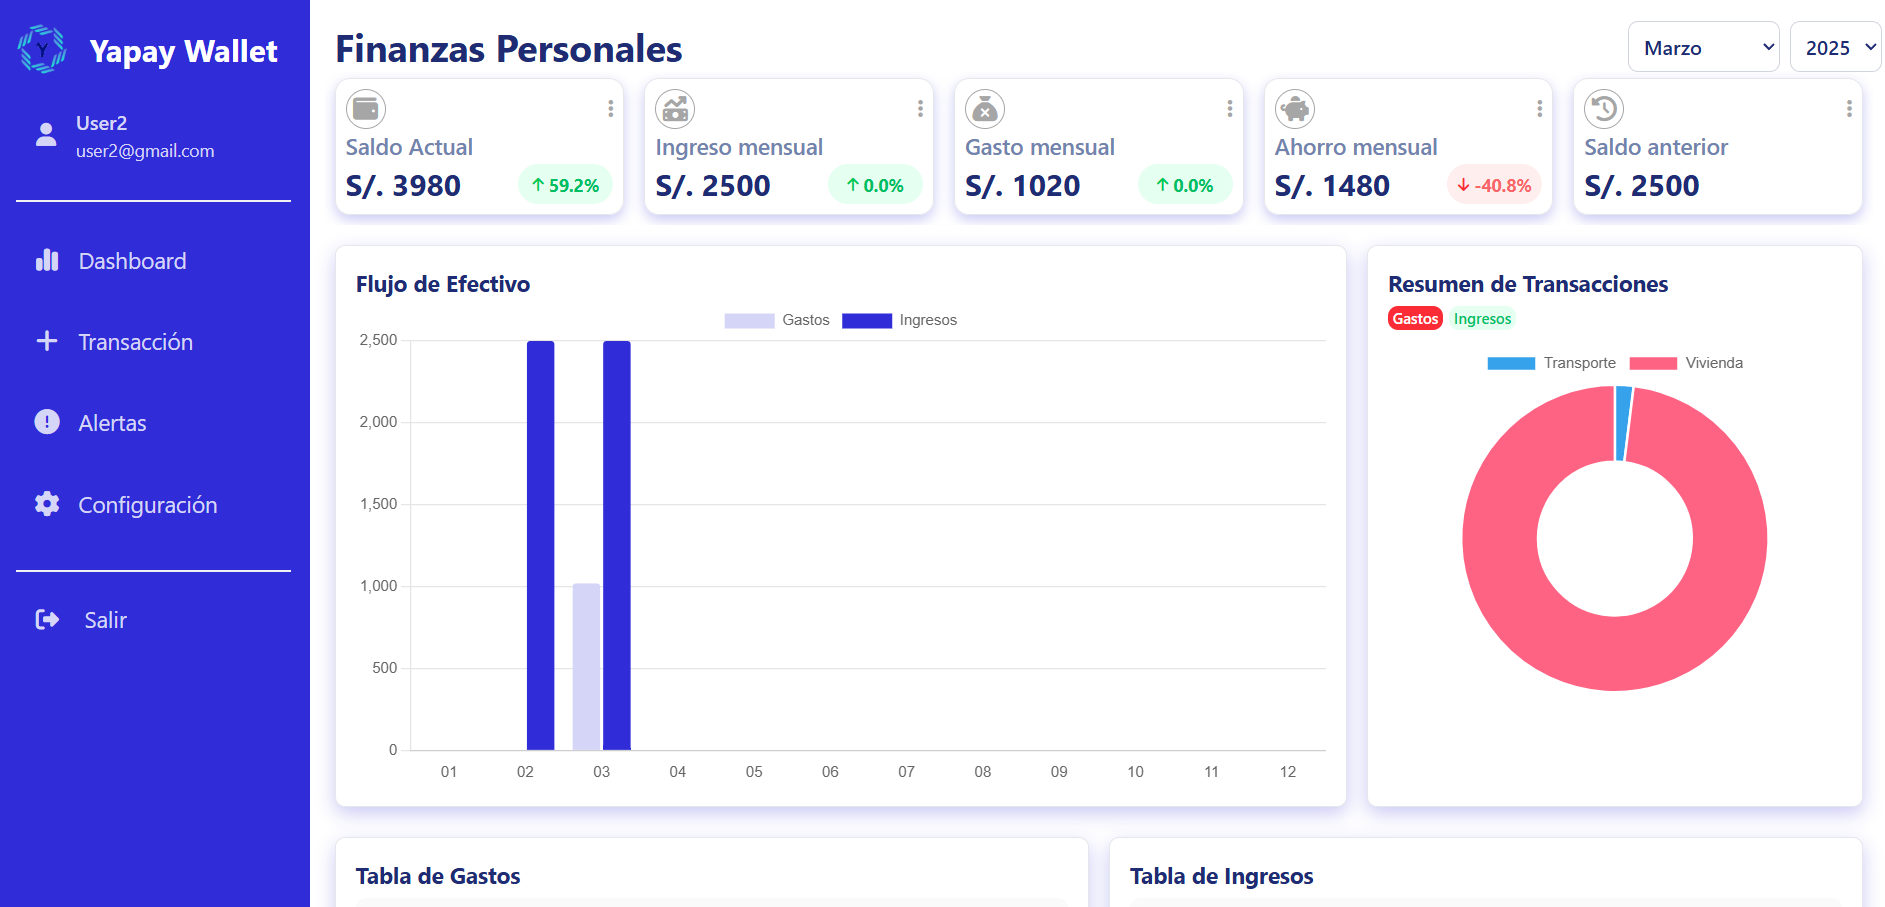 Yapay Wallet
User2
user2@gmail.com
Dashboard
Transacción
Alertas
Configuración
Salir
Finanzas Personales
Marzo
2025
Saldo Actual
S/. 3980
↑ 59.2%
Ingreso mensual
S/. 2500
↑ 0.0%
Gasto mensual
S/. 1020
↑ 0.0%
Ahorro mensual
S/. 1480
↓ -40.8%
Saldo anterior
S/. 2500
Flujo de Efectivo
Gastos Ingresos
2,500
2,000
1,500
1,000
500
0
01 02 03 04 05 06 07 08 09 10 11 12
Resumen de Transacciones
Gastos Ingresos
Transporte Vivienda
Tabla de Gastos
Tabla de Ingresos